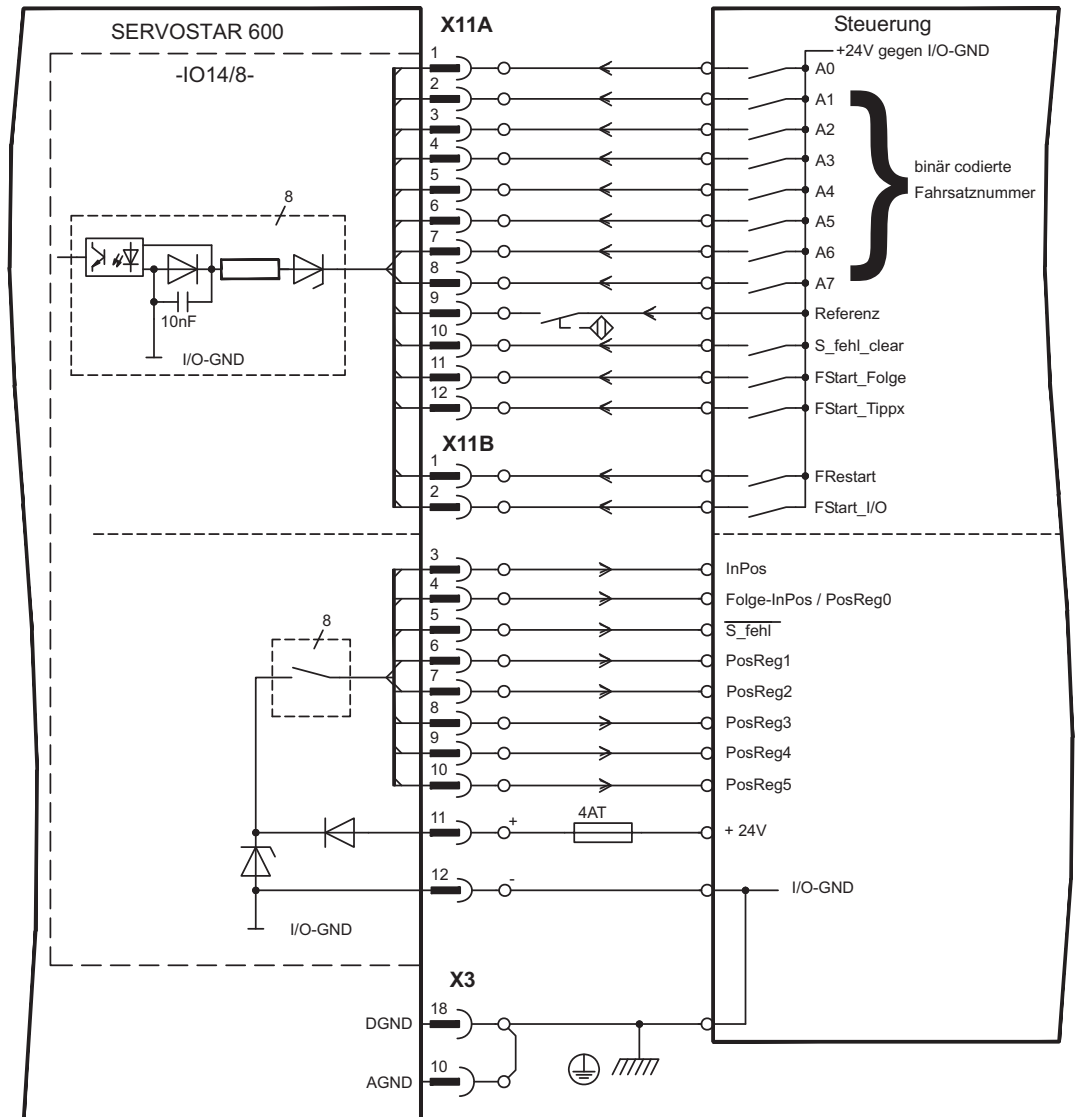 SERVOSTAR 600
-IO14/8-
X11A
Steuerung
+24V gegen I/O-GND
1
A0
2
A1
3
A2
4
A3
5
A4
6
A5
7
A6
8
A7
binär codierte
Fahrsatznummer
9
Referenz
10
S_fehl_clear
11
FStart_Folge
12
FStart_Tippx
8
10nF
I/O-GND
X11B
1
FRestart
2
FStart_I/O
3
InPos
4
Folge-InPos / PosReg0
5
S_fehl
6
PosReg1
7
PosReg2
8
PosReg3
9
PosReg4
10
PosReg5
8
11
+
4AT
+ 24V
12
-
I/O-GND
I/O-GND
X3
DGND
18
AGND
10